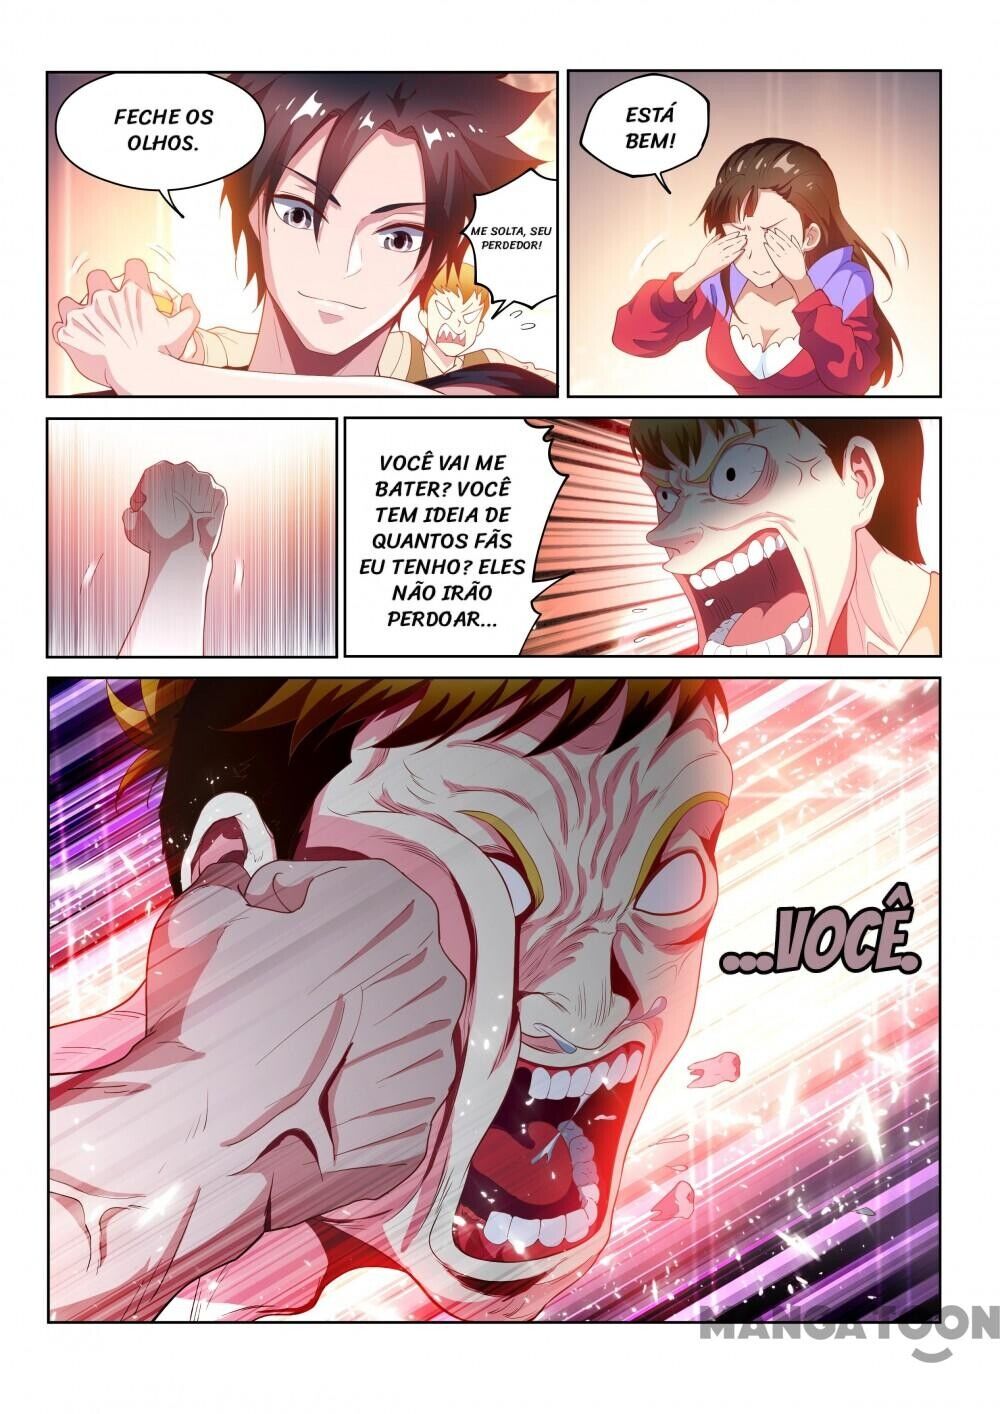 FECHE OS
OLHOS.
ME SOLTA, SEU
PERDEDOR!
ESTÁ
BEM!
VOCÊ VAI ME
BATER? VOCÊ
TEM IDEIA DE
QUANTOS FÃS
EU TENHO? ELES
NÃO IRÃO
PERDOAR...
...VOCÊ.
MANGATOON